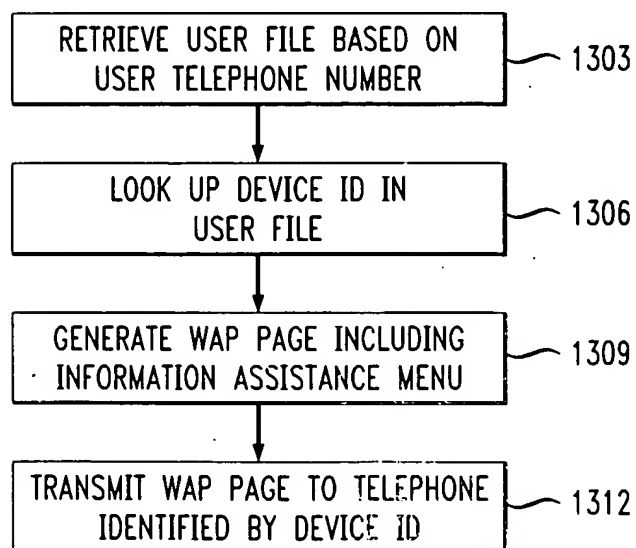 RETRIEVE USER FILE BASED ON
USER TELEPHONE NUMBER
1303
LOOK UP DEVICE ID IN
USER FILE
1306
GENERATE WAP PAGE INCLUDING
INFORMATION ASSISTANCE MENU
1309
TRANSMIT WAP PAGE TO TELEPHONE
IDENTIFIED BY DEVICE ID
1312